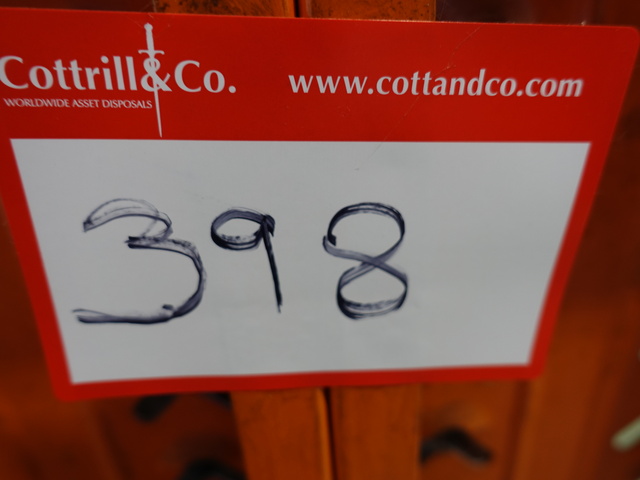 Cottrill&Co.
WORLDWIDE ASSET DISPOSALS
www.cottandco.com
398